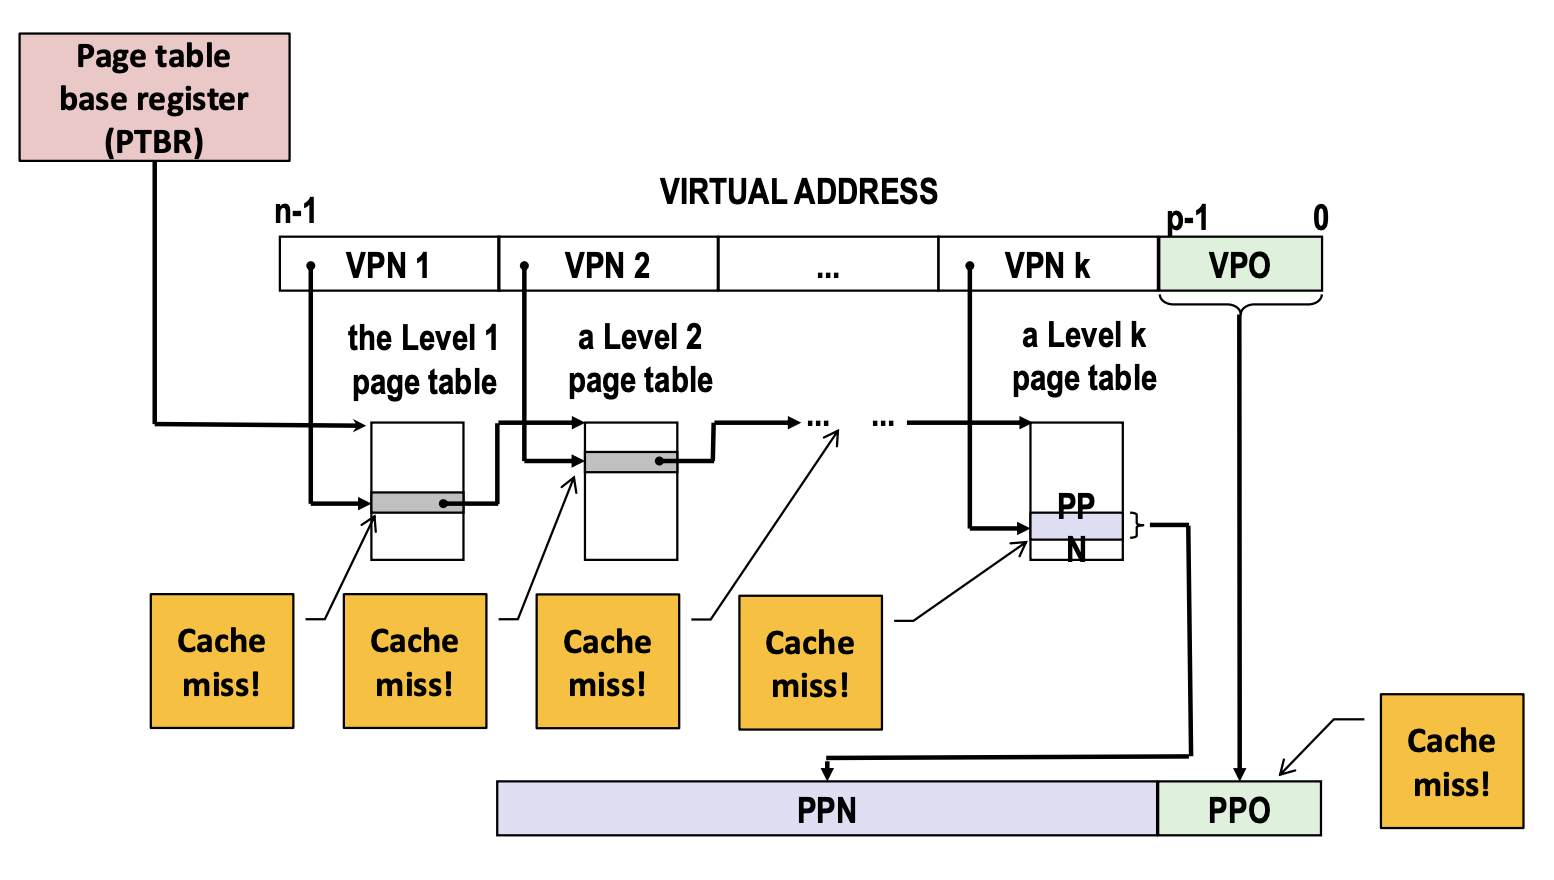 Page table
base register
(PTBR)
VIRTUAL ADDRESS
n-1
p-1
0
VPN 1
VPN 2
...
VPN k
VPO
the Level 1
page table
a Level 2
page table
a Level k
page table
...
...
PP
N
Cache
miss!
Cache
miss!
Cache
miss!
Cache
miss!
Cache
miss!
PPN
PPO